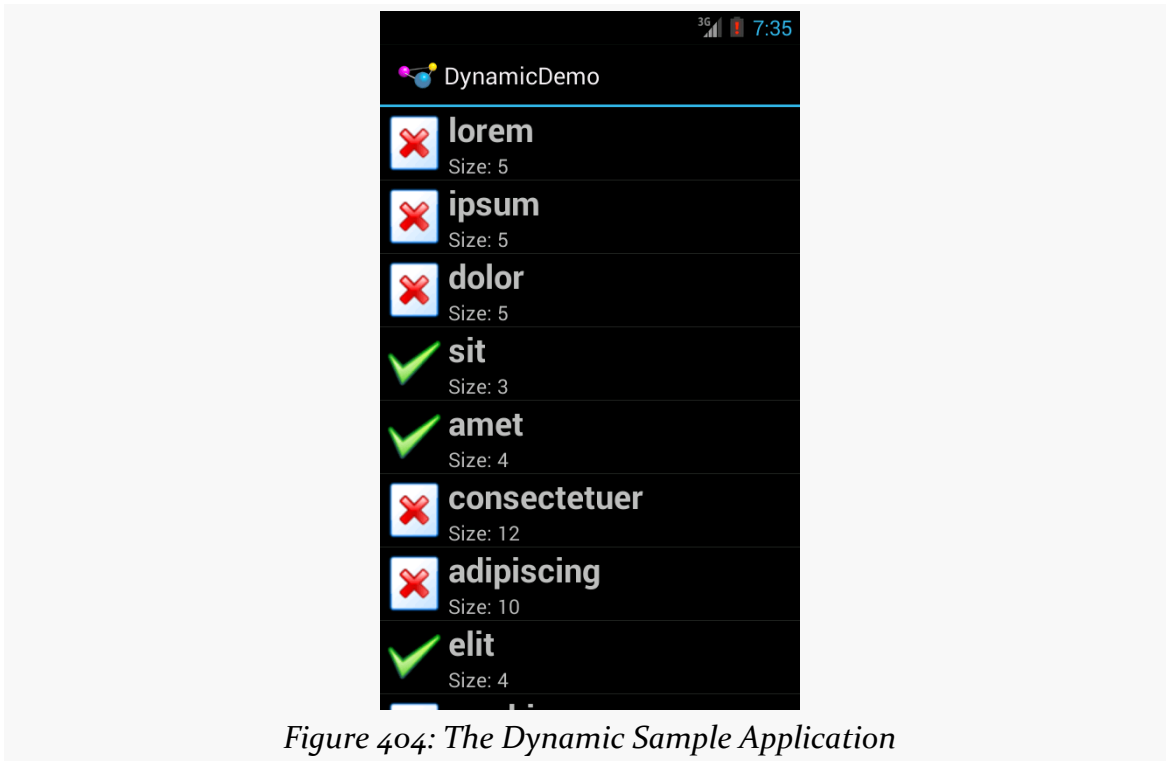 3G 7:35
DynamicDemo
lorem
Size: 5
ipsum
Size: 5
dolor
Size: 5
sit
Size: 3
amet
Size: 4
consectetuer
Size: 12
adipiscing
Size: 10
elit
Size: 4
Figure 404: The Dynamic Sample Application